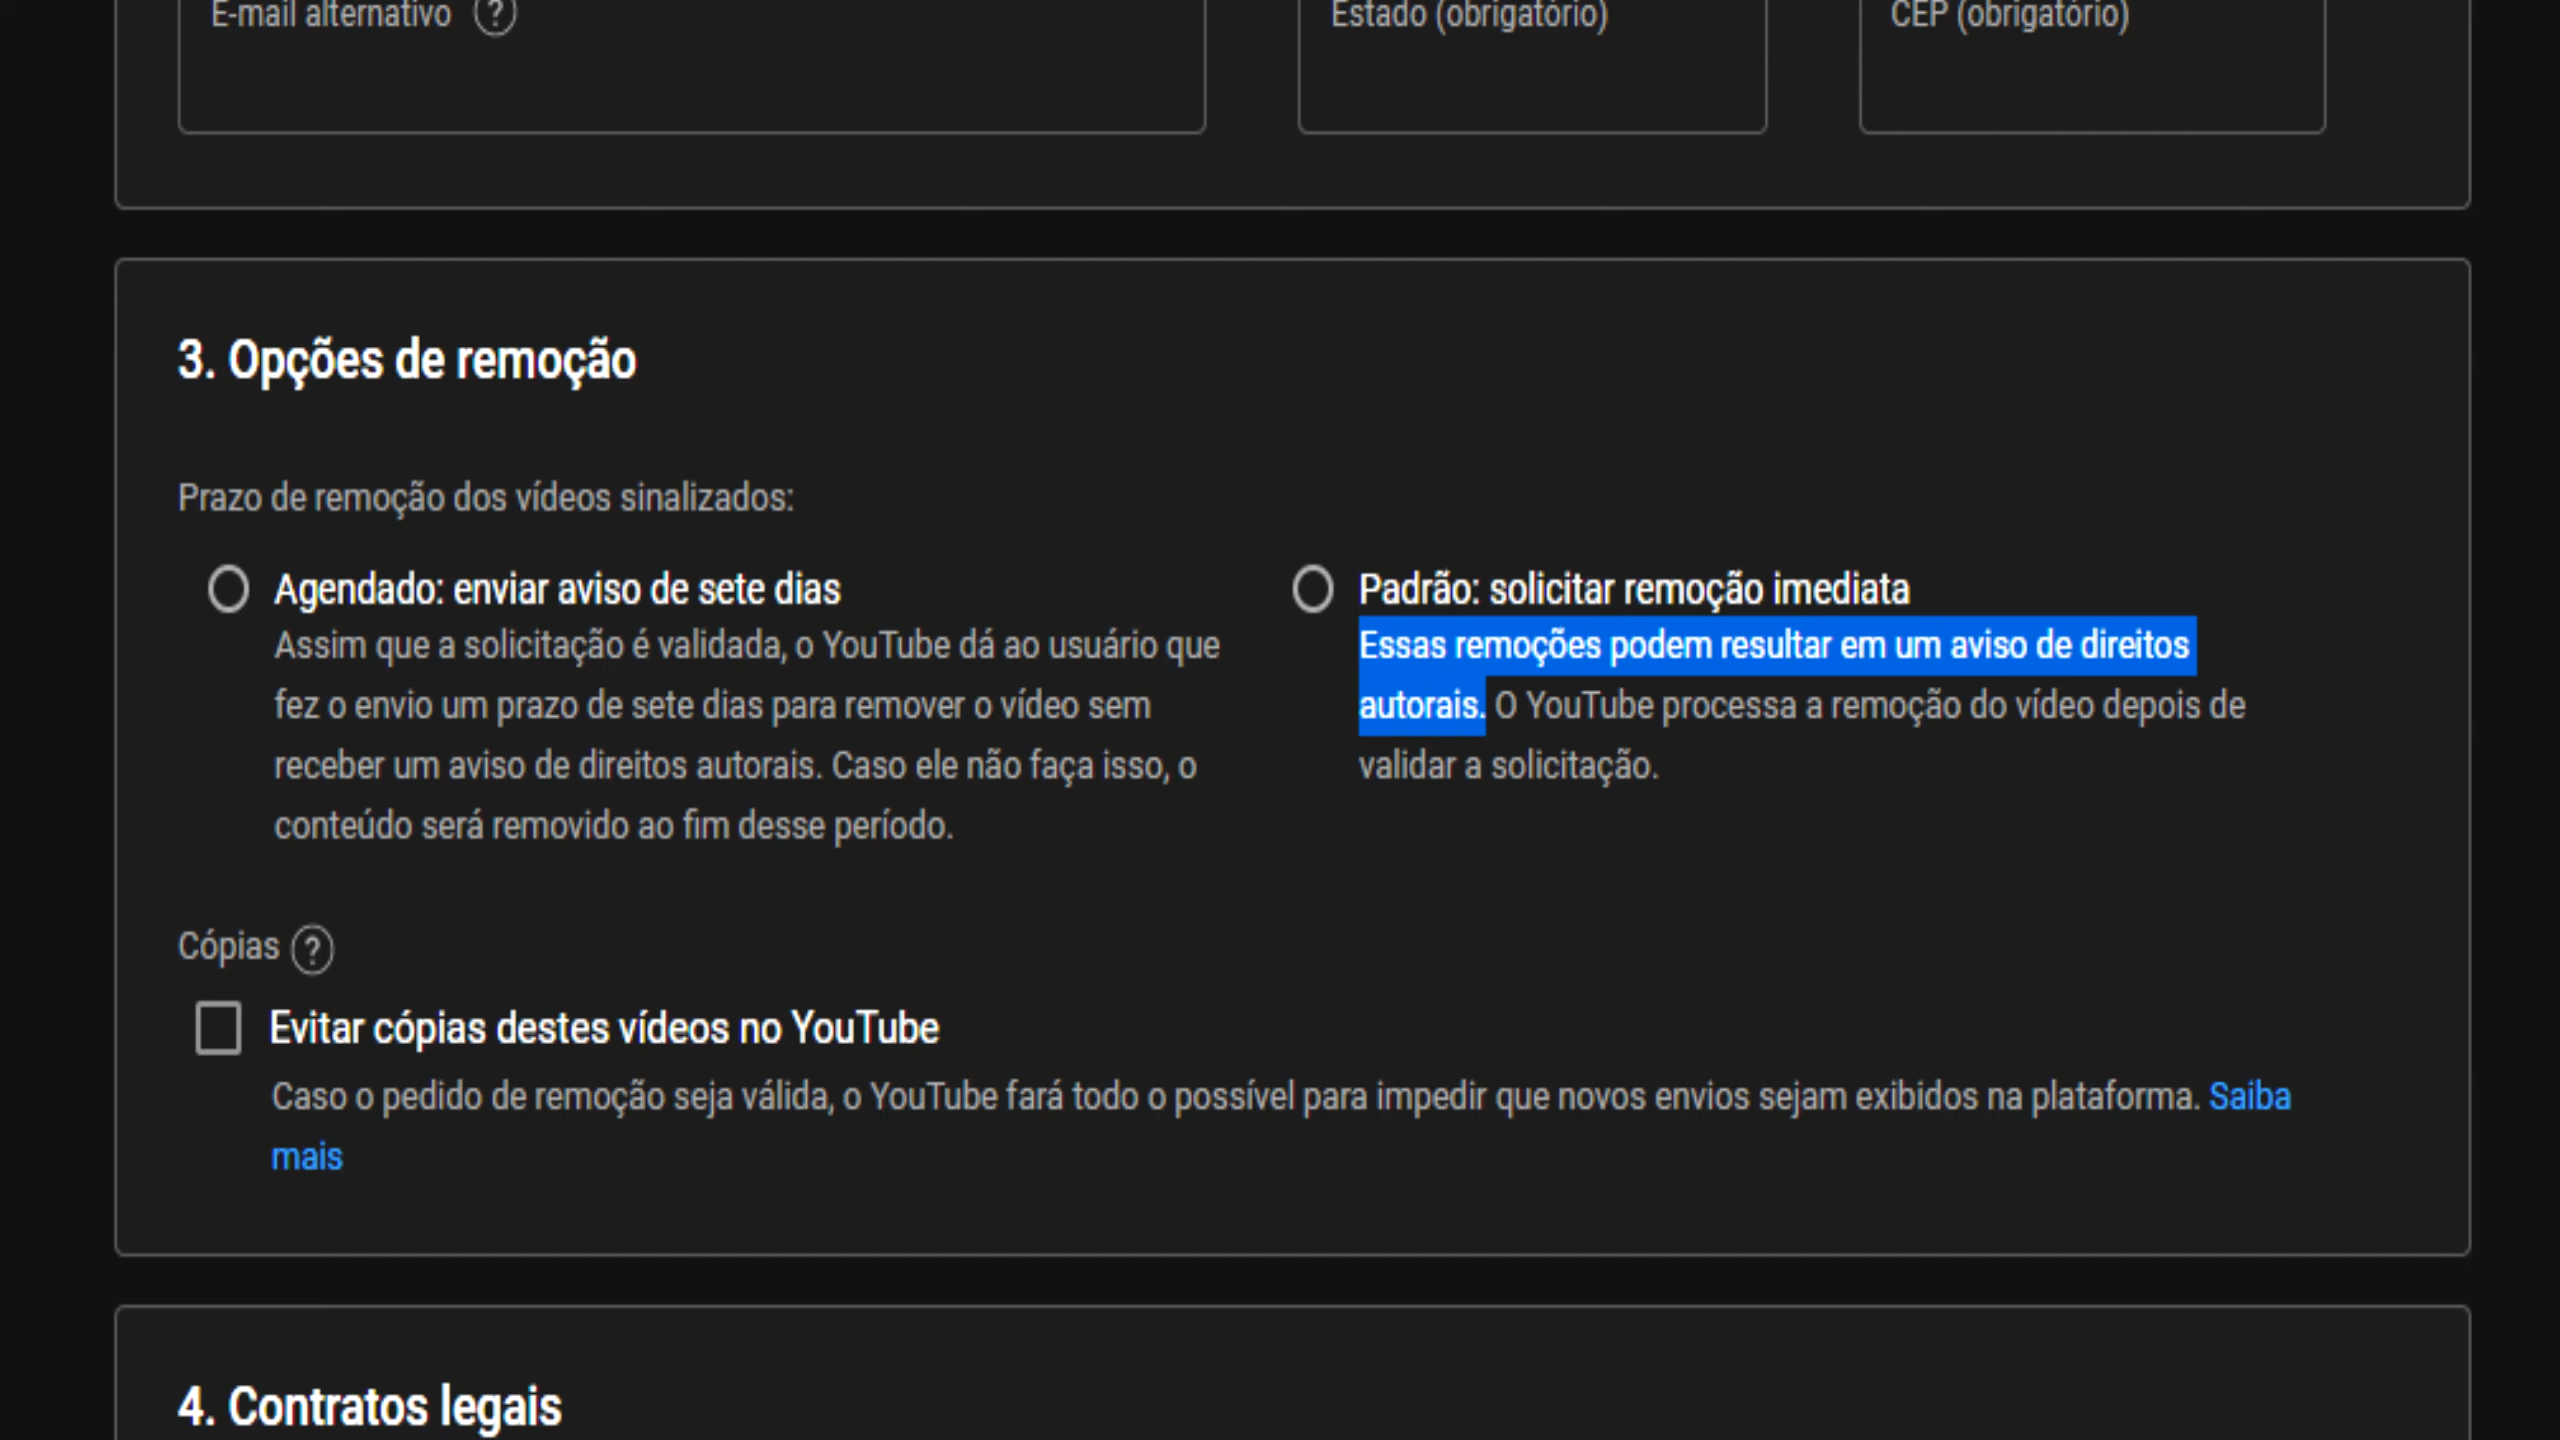 E-mail alternativo
Estado (obrigatório)
CEP (obrigatório)
3. Opções de remoção
Prazo de remoção dos vídeos sinalizados:
Agendado: enviar aviso de sete dias
Assim que a solicitação é validada, o YouTube dá ao usuário que
fez o envio um prazo de sete dias para remover o vídeo sem
receber um aviso de direitos autorais. Caso ele não faça isso, o
conteúdo será removido ao fim desse período.
Padrão: solicitar remoção imediata
Essas remoções podem resultar em um aviso de direitos
autorais. O YouTube processa a remoção do vídeo depois de
validar a solicitação.
Cópias
Evitar cópias destes vídeos no YouTube
Caso o pedido de remoção seja válida, o YouTube fará todo o possível para impedir que novos envios sejam exibidos na plataforma. Saiba
mais
4. Contratos legais